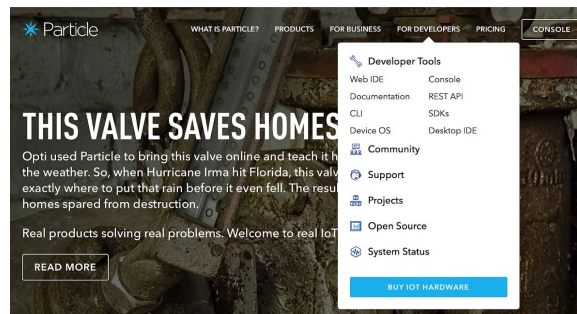 Particle
WHAT IS PARTICLE? PRODUCTS FOR BUSINESS FOR DEVELOPERS PRICING CONSOLE
Developer Tools
Web IDE Console
Documentation REST API
CLI SDKs
Device OS Desktop IDE
Community
Support
Projects
Open Source
System Status
BUY IOT HARDWARE
THIS VALVE SAVES HOMES
Opti used Particle to bring this valve online and teach it
the weather. So, when Hurricane Irma hit Florida, this
exactly where to put that rain before it even fell. The
homes spared from destruction.
Real products solving real problems. Welcome to real IoT
READ MORE